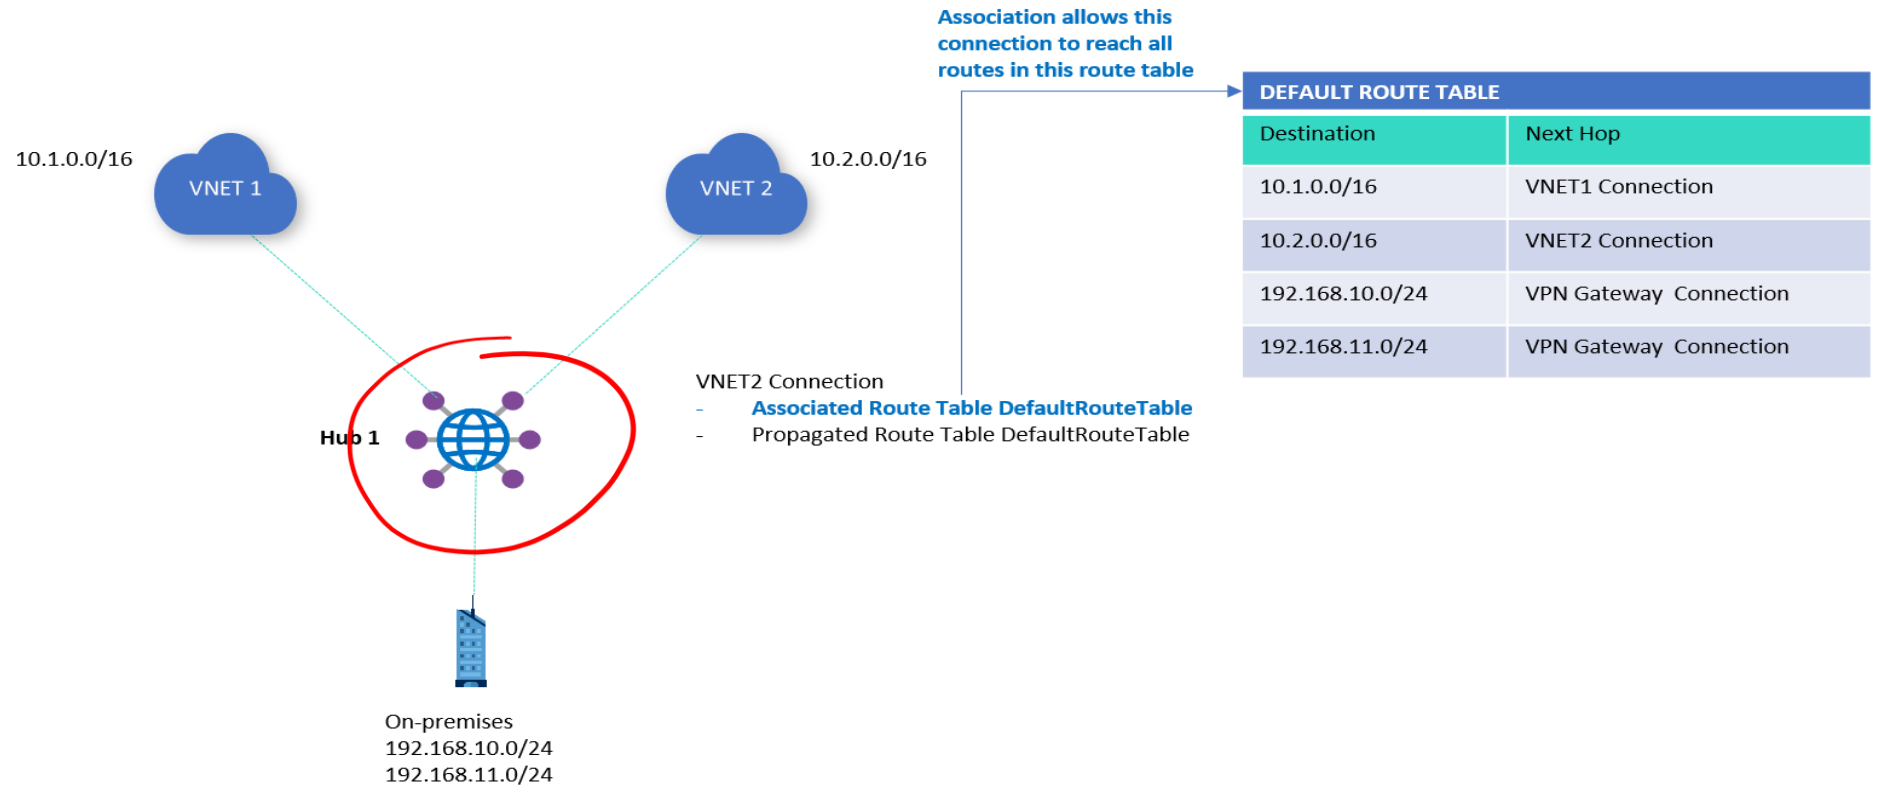 Association allows this
connection to reach all
routes in this route table
DEFAULT ROUTE TABLE
Destination Next Hop
10.1.0.0/16 VNET1 Connection
10.2.0.0/16 VNET2 Connection
192.168.10.0/24 VPN Gateway Connection
192.168.11.0/24 VPN Gateway Connection
10.1.0.0/16
VNET 1
VNET 2
10.2.0.0/16
Hub 1
VNET2 Connection
- Associated Route Table DefaultRouteTable
- Propagated Route Table DefaultRouteTable
On-premises
192.168.10.0/24
192.168.11.0/24